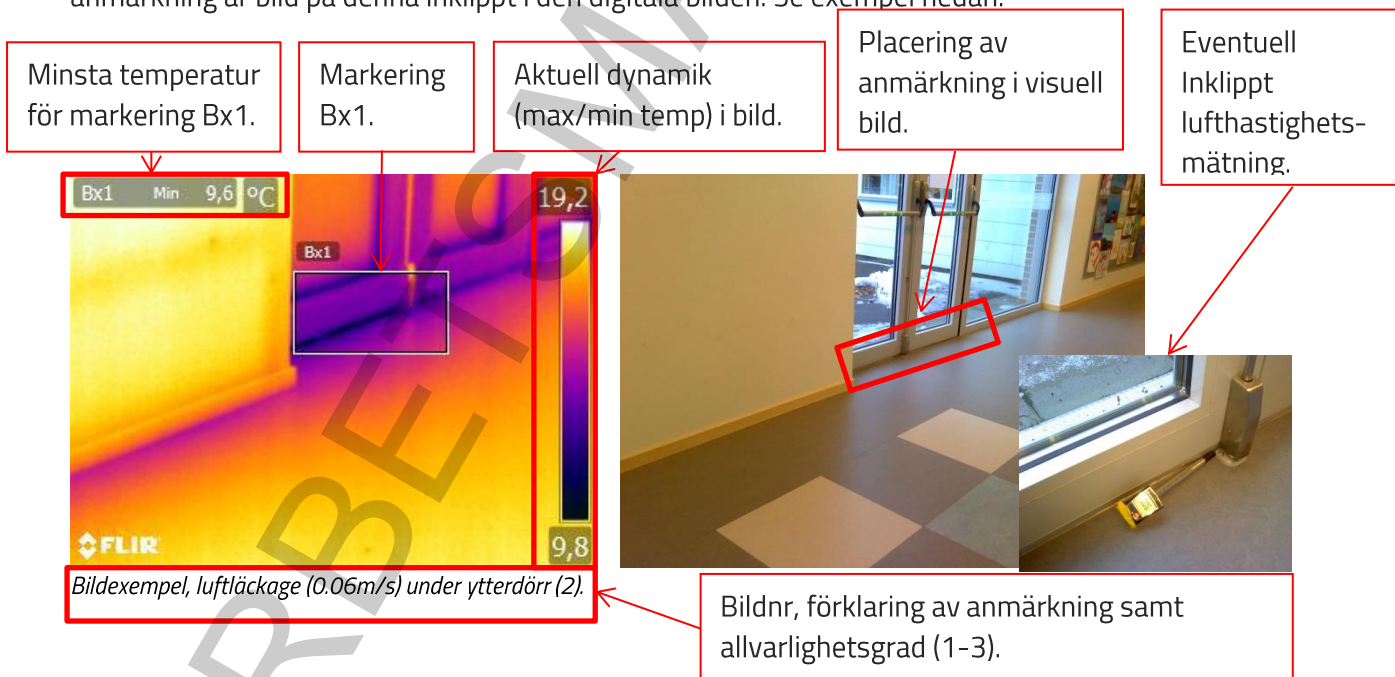 anmärkning är bild på denna inklippt i den digitala bilden. Se exempel nedan.
Minsta temperatur
för markering Bx1.
Markering
Bx1.
Aktuell dynamik
(max/min temp) i bild.
Placering av
anmärkning i visuell
bild.
Eventuell
Inklippt
lufthastighets-
mätning.
Bx1 Min 9,6 °C
19,2
Bx1
9,8
FLIR
Bildexempel, luftläckage (0.06m/s) under ytterdörr (2).
Bildnr, förklaring av anmärkning samt
allvarlighetsgrad (1-3).
RBETSM